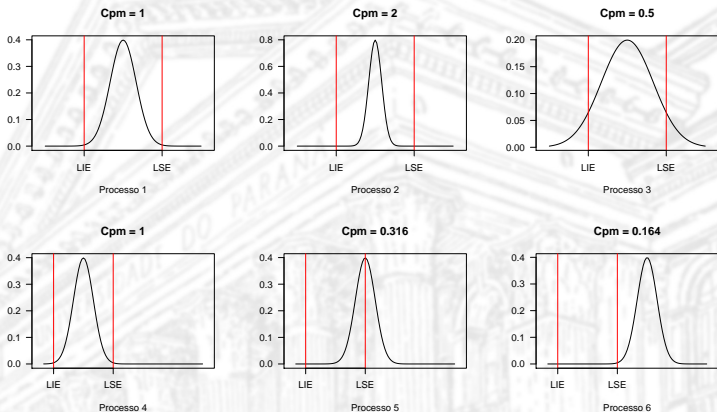 Cpm = 1
0.4
0.3
0.2
0.1
0.0
LIE
LSE
Processo 1
Cpm = 2
0.8
0.6
0.4
0.2
0.0
LIE
LSE
Processo 2
Cpm = 0.5
0.20
0.15
0.10
0.05
0.00
LIE
LSE
Processo 3
Cpm = 1
0.4
0.3
0.2
0.1
0.0
LIE
LSE
Processo 4
Cpm = 0.316
0.4
0.3
0.2
0.1
0.0
LIE
LSE
Processo 5
Cpm = 0.164
0.4
0.3
0.2
0.1
0.0
LIE
LSE
Processo 6